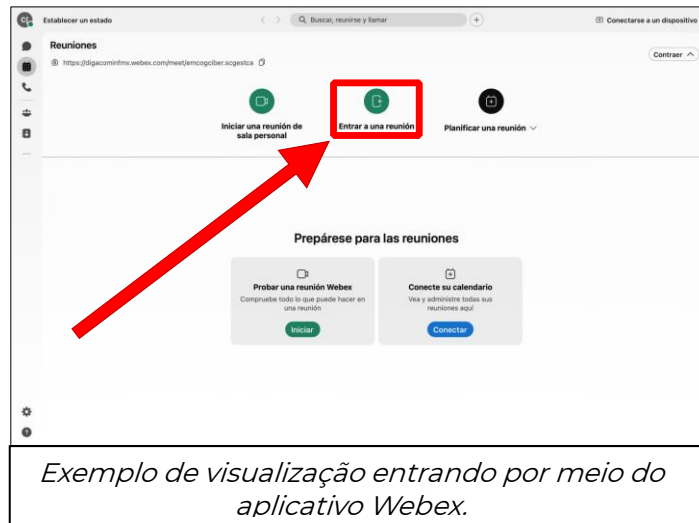 Establecer un estado
Buscar, reunirse y llamar
Conectarse a un dispositivo
Reuniones
https://digacominfmx.webex.com/meet/emcogciber.scgestca
Contraer
Iniciar una reunión de
sala personal
Entrar a una reunión
Planificar una reunión
Prepárese para las reuniones
Probar una reunión Webex
Compruebe todo lo que puede hacer en
una reunión
Iniciar
Conecte su calendario
Vea y administre todas sus
reuniones aquí
Conectar
Exemplo de visualização entrando por meio do
aplicativo Webex.